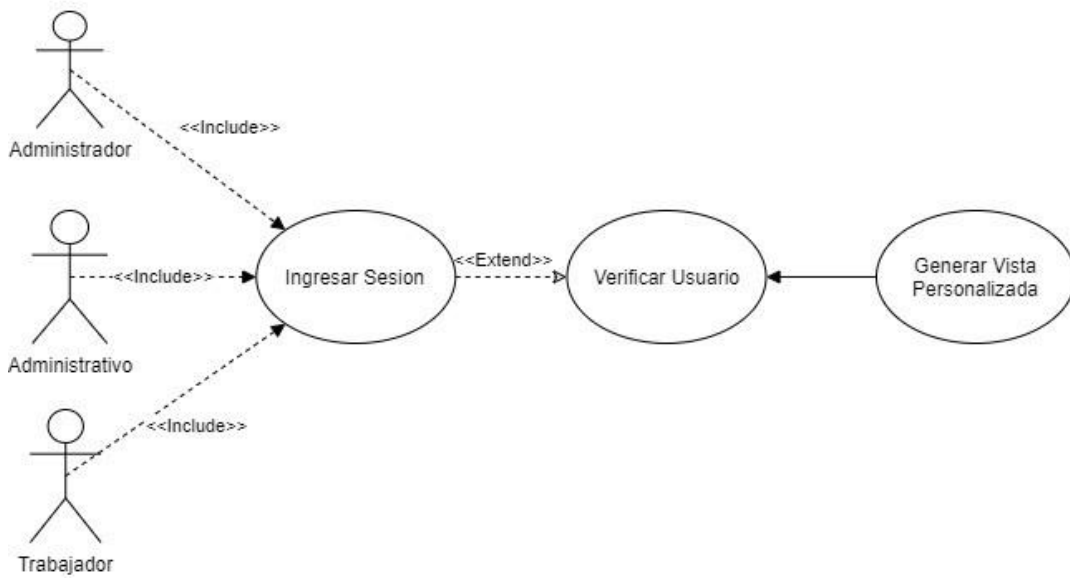 <<Include>>
Administrador
<<Include>>
Ingresar Sesion
<<Extend>>
Verificar Usuario
Generar Vista
Personalizada
Administrativo
<<Include>>
Trabajador